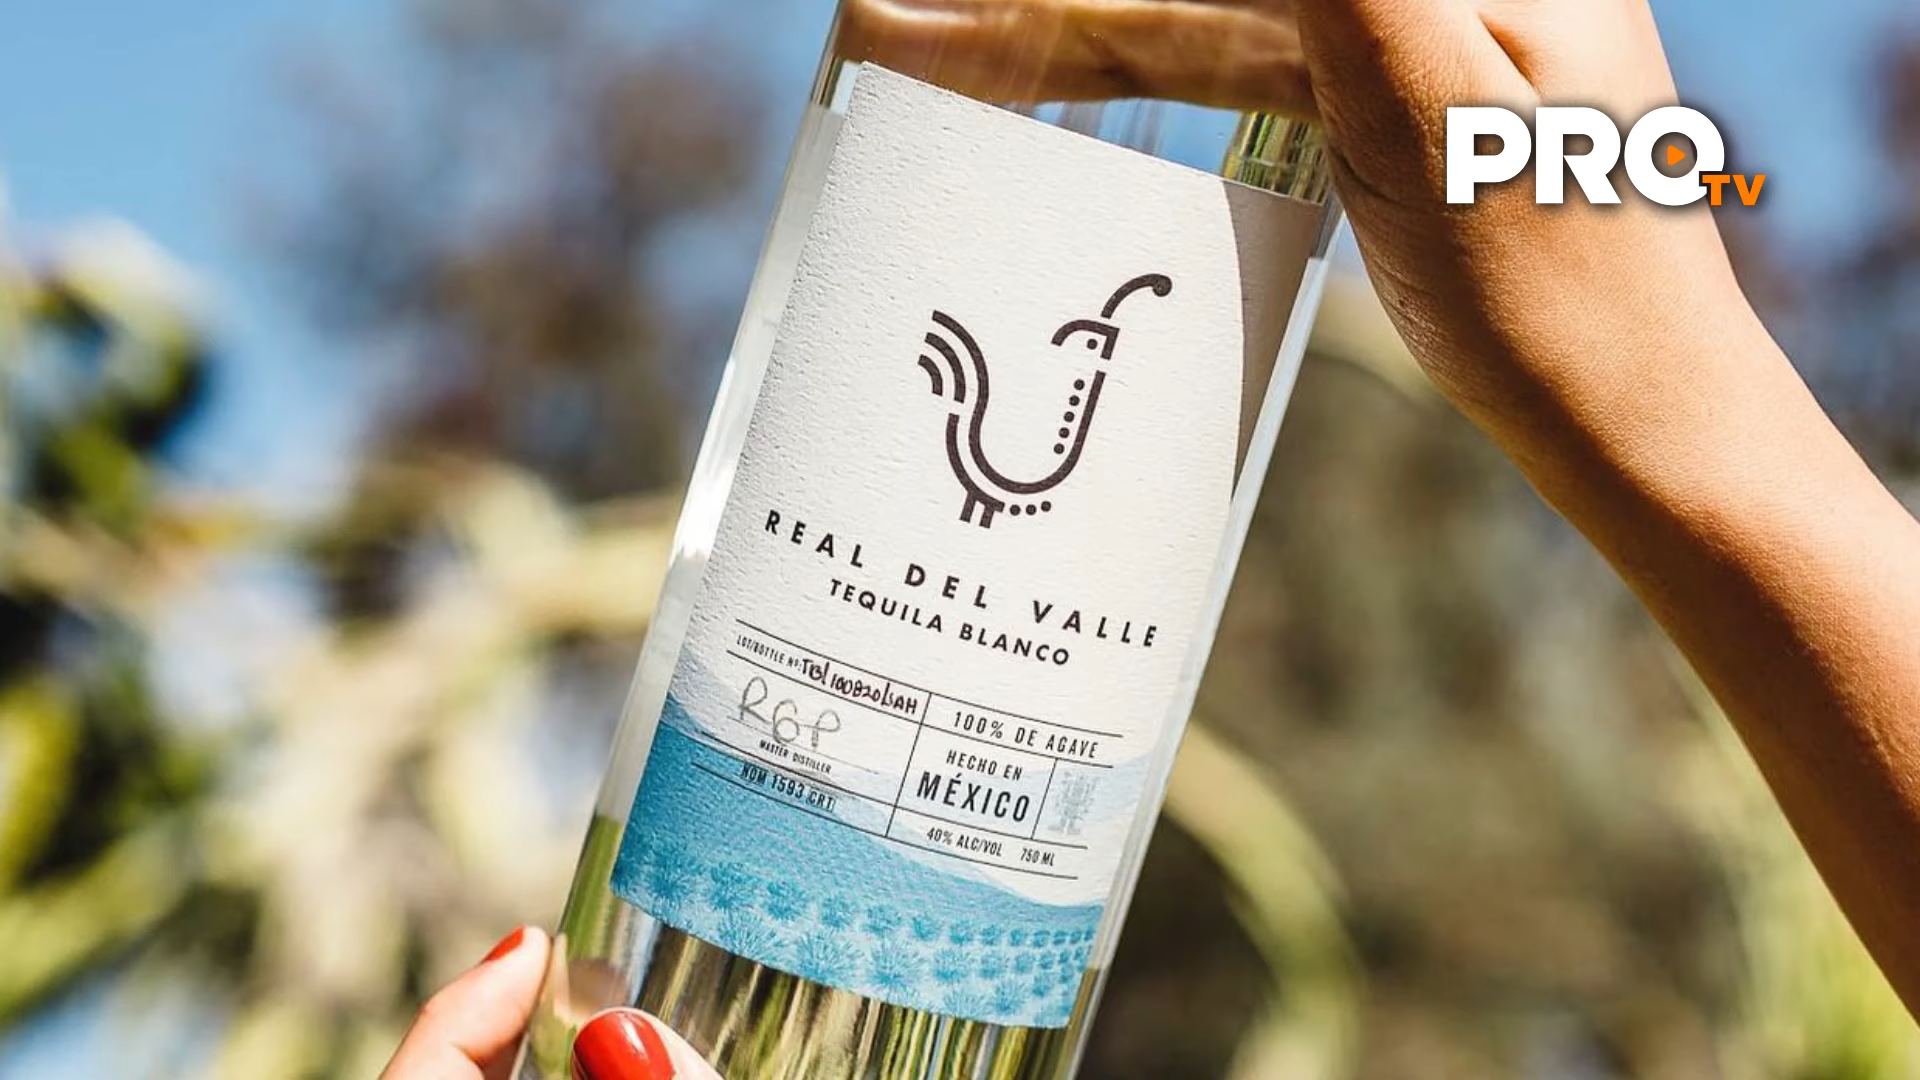 PRO
TV
REAL DEL VALLE
TEQUILA BLANCO
LOT/BOTTLE Nº:
RGP
MASTER DISTILLER
NOM 1593 CRT
100% DE AGAVE
HECHO EN
MÉXICO
40% ALC/VOL 750 ML